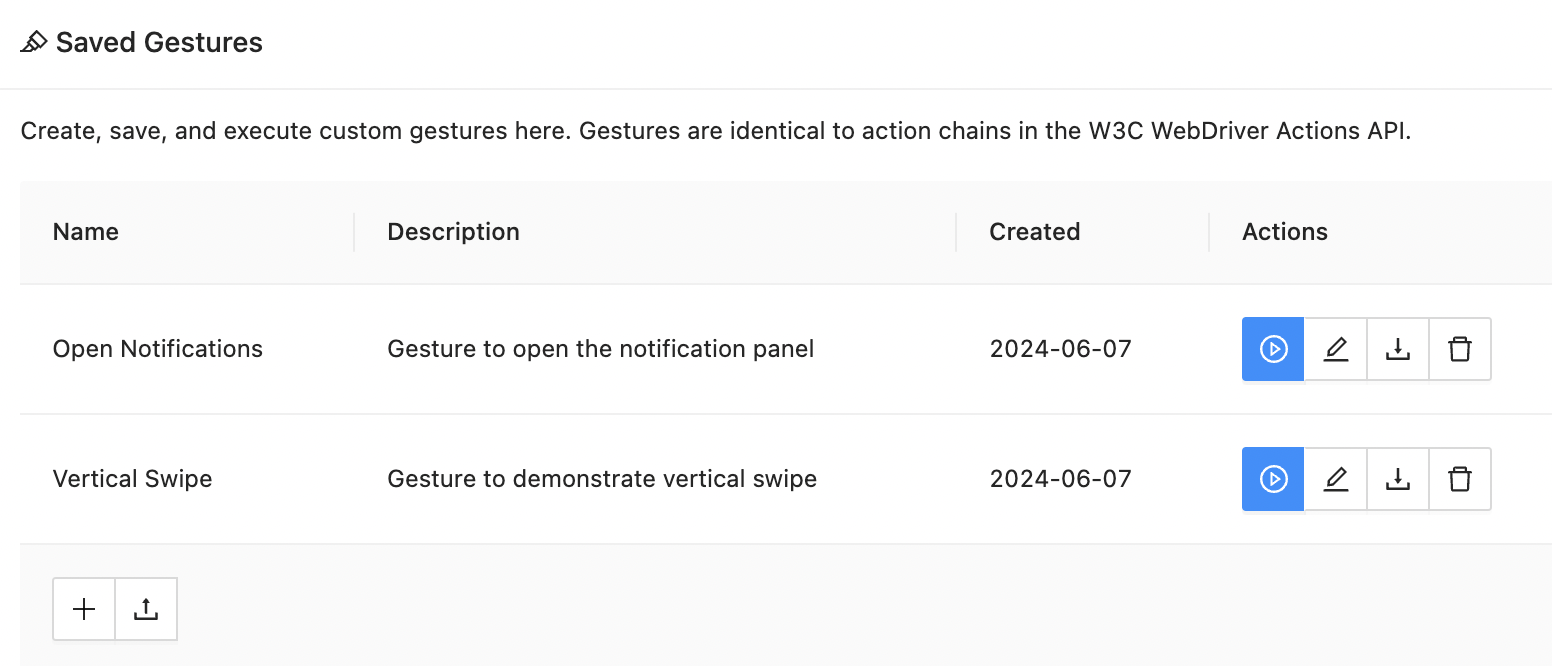 Saved Gestures
Create, save, and execute custom gestures here. Gestures are identical to action chains in the W3C WebDriver Actions API.
Name Description Created Actions
Open Notifications Gesture to open the notification panel 2024-06-07
Vertical Swipe Gesture to demonstrate vertical swipe 2024-06-07